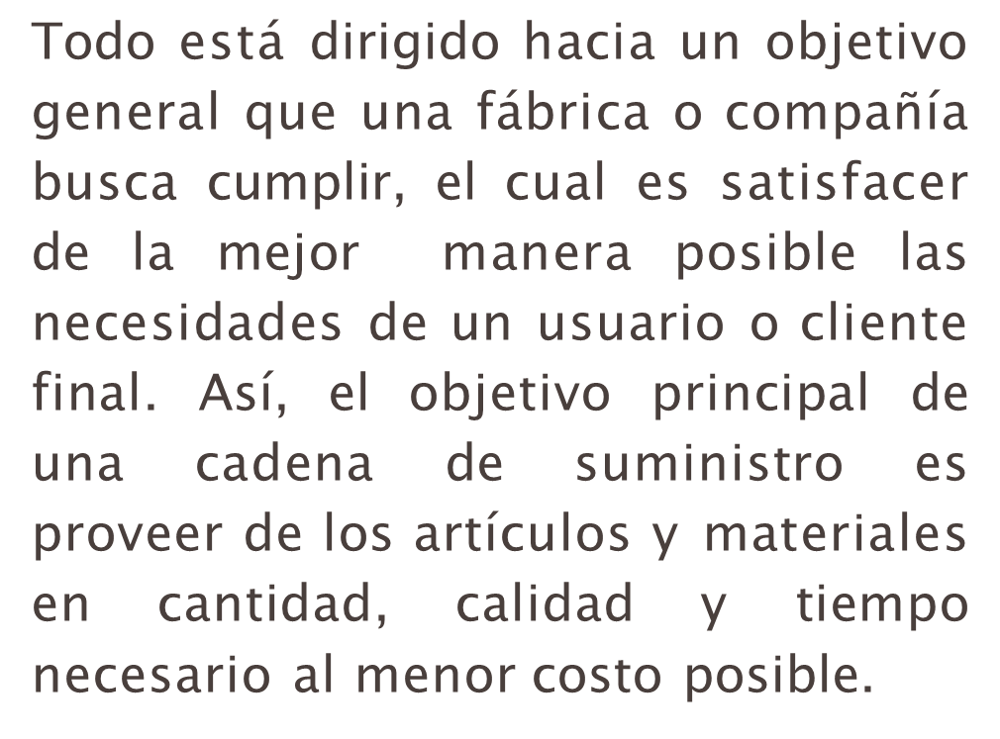 Todo está dirigido hacia un objetivo
general que una fábrica o compañía
busca cumplir, el cual es satisfacer
de la mejor manera posible las
necesidades de un usuario o cliente
final. Así, el objetivo principal de
una cadena de suministro es
proveer de los artículos y materiales
en cantidad, calidad y tiempo
necesario al menor costo posible.